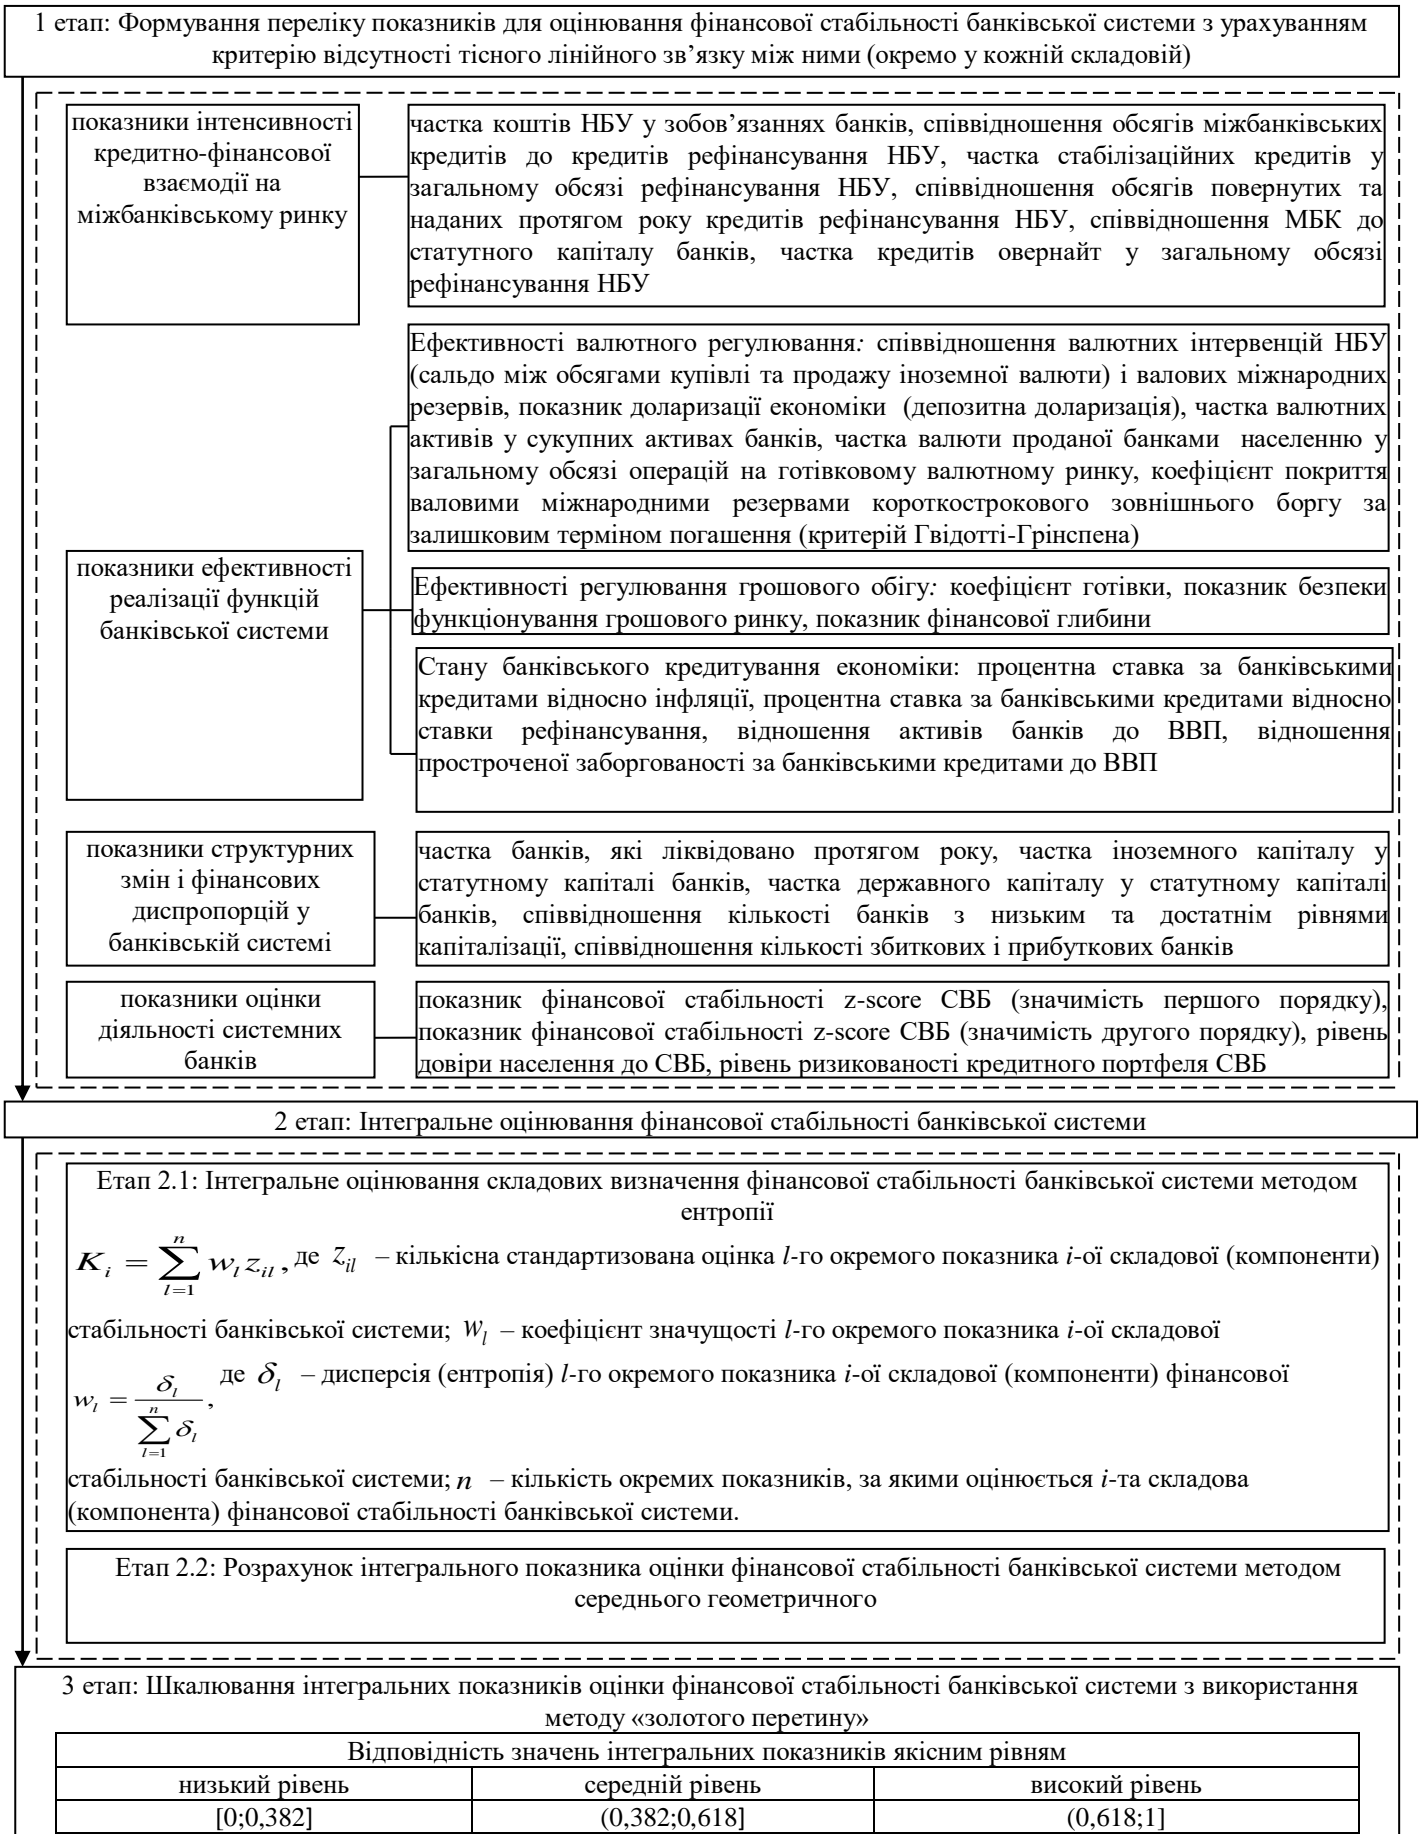 1 етап: Формування переліку показників для оцінювання фінансової стабільності банківської системи з урахуванням
критерію відсутності тісного лінійного зв’язку між ними (окремо у кожній складовій)
показники інтенсивності
кредитно-фінансової
взаємодії на
міжбанківському ринку
частка коштів НБУ у зобов’язаннях банків, співвідношення обсягів міжбанківських
кредитів до кредитів рефінансування НБУ, частка стабілізаційних кредитів у
загальному обсязі рефінансування НБУ, співвідношення обсягів повернутих та
наданих протягом року кредитів рефінансування НБУ, співвідношення МБК до
статутного капіталу банків, частка кредитів овернайт у загальному обсязі
рефінансування НБУ
показники ефективності
реалізації функцій
банківської системи
Ефективності валютного регулювання: співвідношення валютних інтервенцій НБУ
(сальдо між обсягами купівлі та продажу іноземної валюти) і валових міжнародних
резервів, показник доларизації економіки (депозитна доларизація), частка валютних
активів у сукупних активах банків, частка валюти проданої банками населенню у
загальному обсязі операцій на готівковому валютному ринку, коефіцієнт покриття
валовими міжнародними резервами короткострокового зовнішнього боргу за
залишковим терміном погашення (критерій Гвідотті-Грінспена)
Ефективності регулювання грошового обігу: коефіцієнт готівки, показник безпеки
функціонування грошового ринку, показник фінансової глибини
Стану банківського кредитування економіки: процентна ставка за банківськими
кредитами відносно інфляції, процентна ставка за банківськими кредитами відносно
ставки рефінансування, відношення активів банків до ВВП, відношення
простроченої заборгованості за банківськими кредитами до ВВП
показники структурних
змін і фінансових
диспропорцій у
банківській системі
частка банків, які ліквідовано протягом року, частка іноземного капіталу у
статутному капіталі банків, частка державного капіталу у статутному капіталі
банків, співвідношення кількості банків з низьким та достатнім рівнями
капіталізації, співвідношення кількості збиткових і прибуткових банків
показники оцінки
діяльності системних
банків
показник фінансової стабільності z-score СВБ (значимість першого порядку),
показник фінансової стабільності z-score СВБ (значимість другого порядку), рівень
довіри населення до СВБ, рівень ризикованості кредитного портфеля СВБ
2 етап: Інтегральне оцінювання фінансової стабільності банківської системи
Етап 2.1: Інтегральне оцінювання складових визначення фінансової стабільності банківської системи методом
ентропії
K_i = \sum_{l=1}^{n} w_l z_{il}, де z_{il} – кількісна стандартизована оцінка l-го окремого показника i-ої складової (компоненти)
стабільності банківської системи; w_l – коефіцієнт значущості l-го окремого показника i-ої складової
w_l = \frac{\delta_l}{\sum_{l=1}^{n} \delta_l}, де δ_l – дисперсія (ентропія) l-го окремого показника i-ої складової (компоненти) фінансової
стабільності банківської системи; n – кількість окремих показників, за якими оцінюється i-та складова
(компонента) фінансової стабільності банківської системи.
Етап 2.2: Розрахунок інтегрального показника оцінки фінансової стабільності банківської системи методом
середнього геометричного
3 етап: Шкалювання інтегральних показників оцінки фінансової стабільності банківської системи з використання
методу «золотого перетину»
Відповідність значень інтегральних показників якісним рівням
низький рівень середній рівень високий рівень
[0;0,382] (0,382;0,618] (0,618;1]